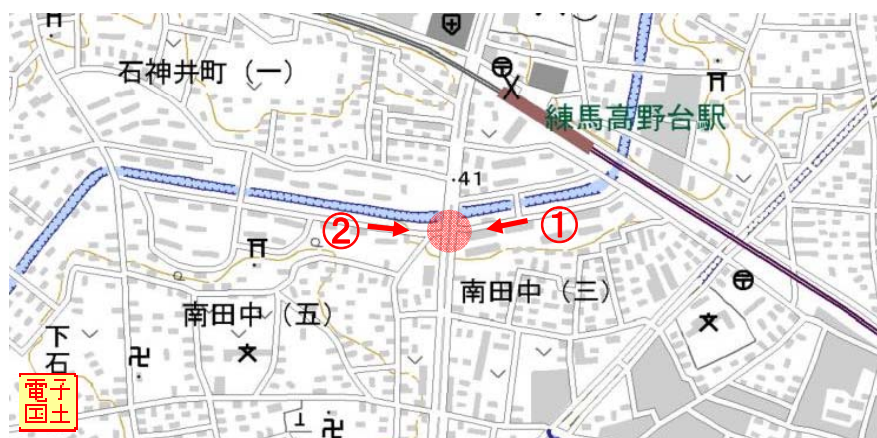 石神井町（一）
練馬高野台駅
・41
②
①
南田中（三）
南田中（五）
下
石
電子
国土